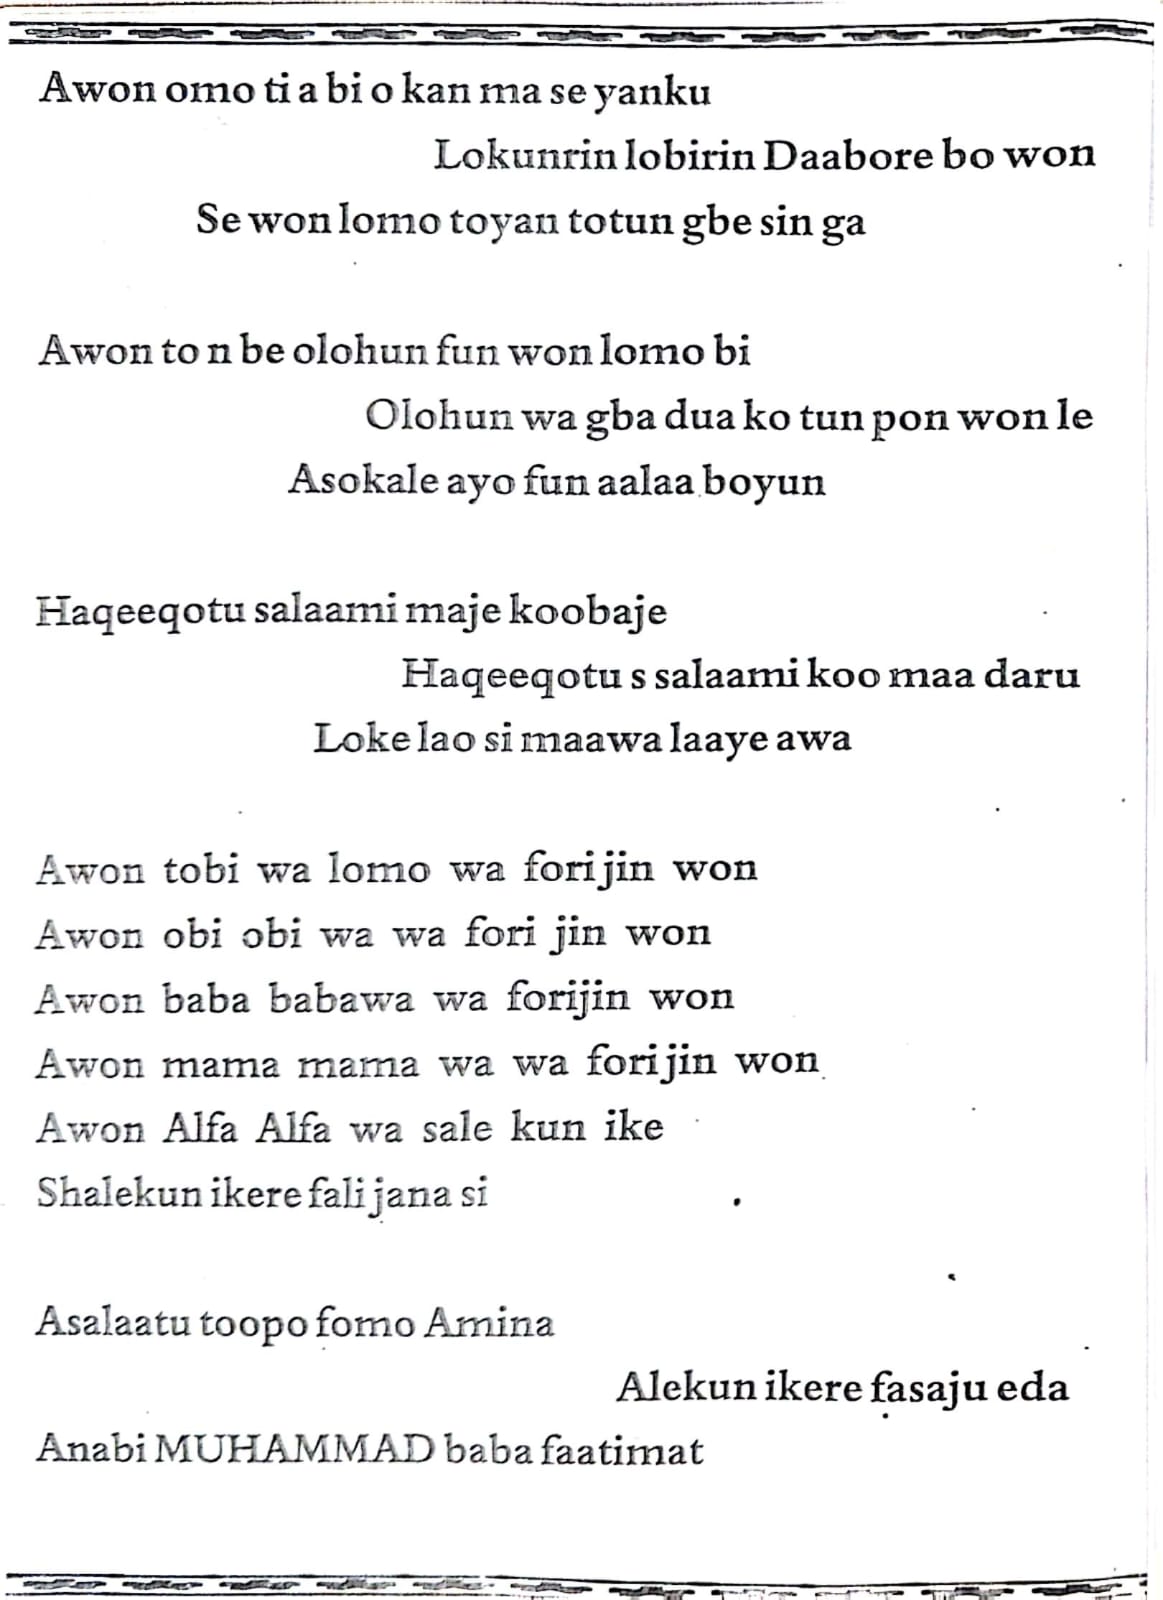 Awon omo ti a bi o kan ma se yanku
Lokunrin lobirin Daabore bo won
Se won lomo toyan totun gbe sin ga
Awon to n be olohun fun won lomo bi
Olohun wa gba dua ko tun pon won le
Asokale ayo fun aalaa boyun
Haqeeqotu salaami maje koobaje
Haqeeqotu s salaami koo maa daru
Loke lao si maawa laaye awa
Awon tobi wa lomo wa forijin won
Awon obi obi wa wa fori jin won
Awon baba babawa wa forijin won
Awon mama mama wa wa forijin won
Awon Alfa Alfa wa sale kun ike
Shalekun ikere fali jana si
Asalaatu toopo fomo Amina
Alekun ikere fasaju eda
Anabi MUHAMMAD baba faatimat